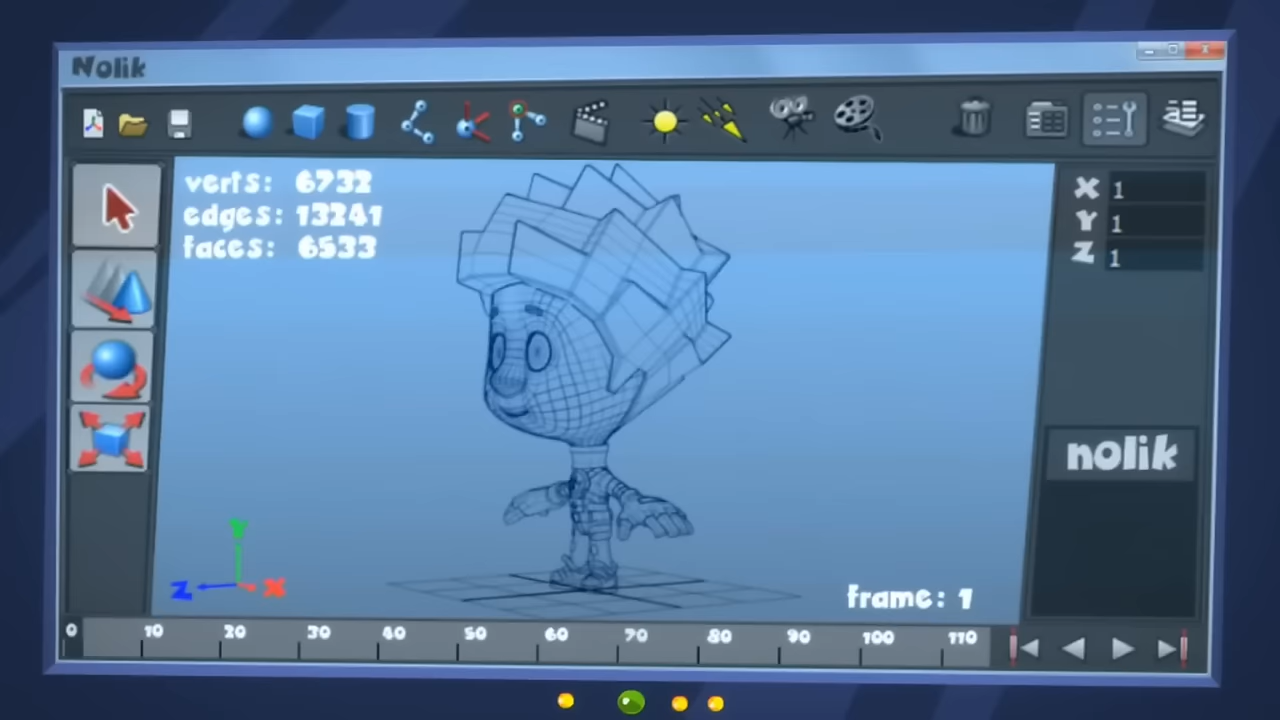 Nolik
verts: 6732
edges: 13241
faces: 6533
X 1
Y 1
Z 1
nolik
Y
Z X
frame: 1
0 10 20 30 40 50 60 70 80 90 100 110